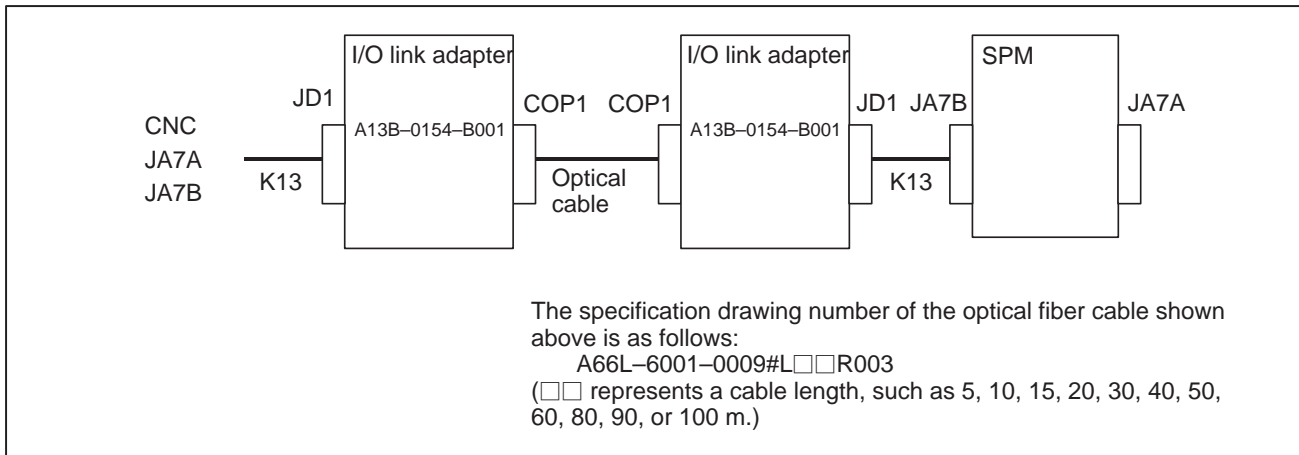 I/O link adapter
I/O link adapter
SPM
JD1
COP1
COP1
JD1
JA7B
JA7A
CNC
A13B–0154–B001
A13B–0154–B001
JA7A
JA7B
K13
Optical
cable
K13
The specification drawing number of the optical fiber cable shown
above is as follows:
A66L–6001–0009#L□□R003
(□□ represents a cable length, such as 5, 10, 15, 20, 30, 40, 50,
60, 80, 90, or 100 m.)